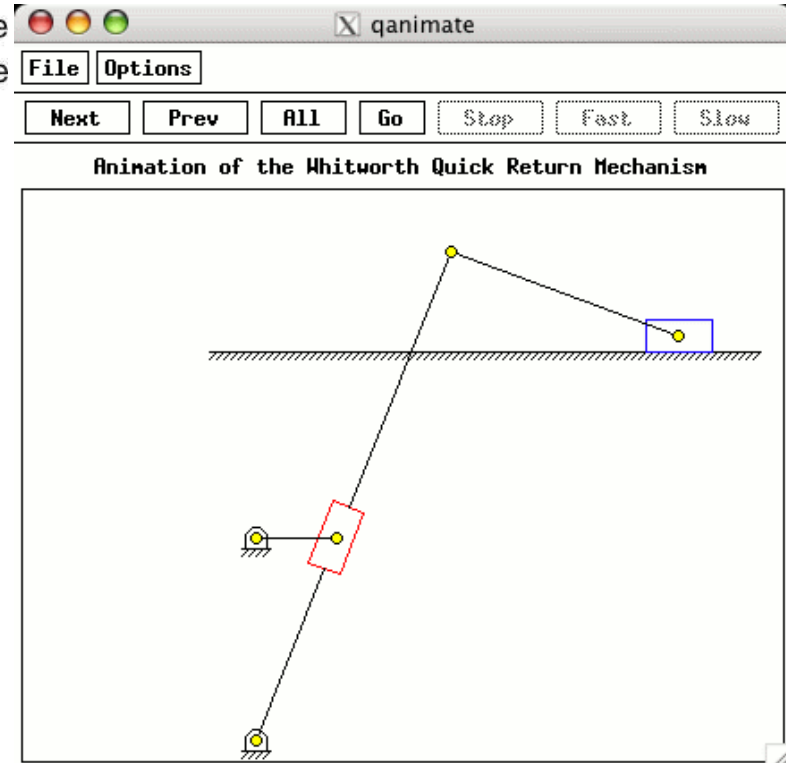 e
qanimate
e
File Options
Next Prev All Go Stop Fast Slow
Animation of the Whitworth Quick Return Mechanism